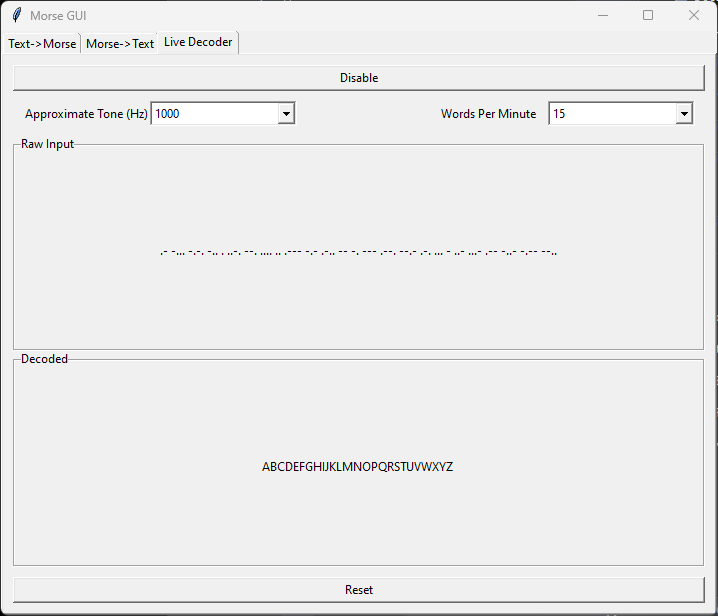 Morse GUI
Text->Morse Morse->Text Live Decoder
Disable
Approximate Tone (Hz) 1000 Words Per Minute 15
Raw Input
.- -... -.-. -.. . ..-. --. .... .. .--- -.- .-.. -- -. --- .--. --.- .-. ... - ..- ...- .-- -..- -.-- --..
Decoded
ABCDEFGHIJKLMNOPQRSTUVWXYZ
Reset